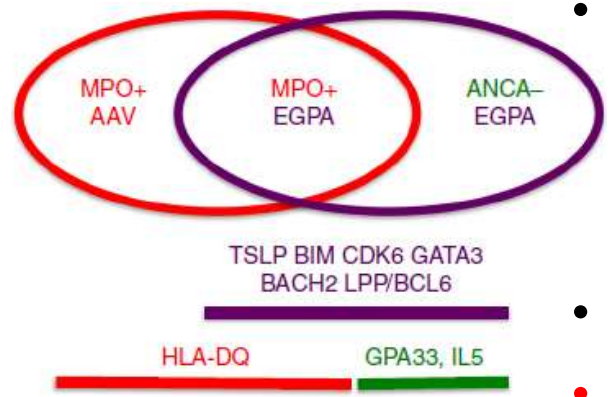 MPO+ AAV
MPO+ EGPA
ANCA– EGPA
TSLP BIM CDK6 GATA3
BACH2 LPP/BCL6
HLA-DQ
GPA33, IL5